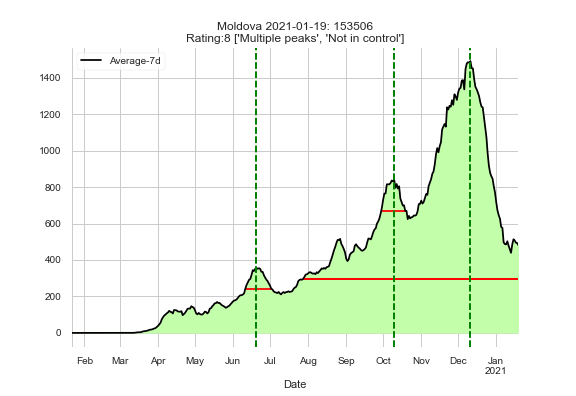 Moldova 2021-01-19: 153506
Rating:8 ['Multiple peaks', 'Not in control']
Average-7d
1400
1200
1000
800
600
400
200
0
Feb Mar Apr May Jun Jul Aug Sep Oct Nov Dec Jan
2021
Date